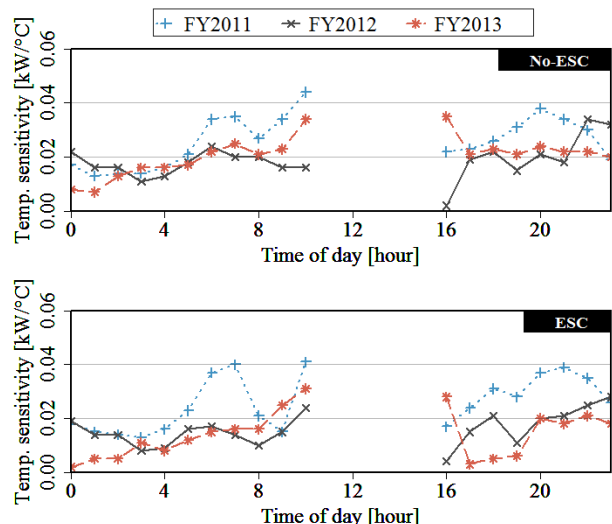 FY2011 FY2012 FY2013
No-ESC
Temp. sensitivity [kW/°C]
0.00 0.02 0.04 0.06
0 4 8 12 16 20
Time of day [hour]
ESC
Temp. sensitivity [kW/°C]
0.00 0.02 0.04 0.06
0 4 8 12 16 20
Time of day [hour]